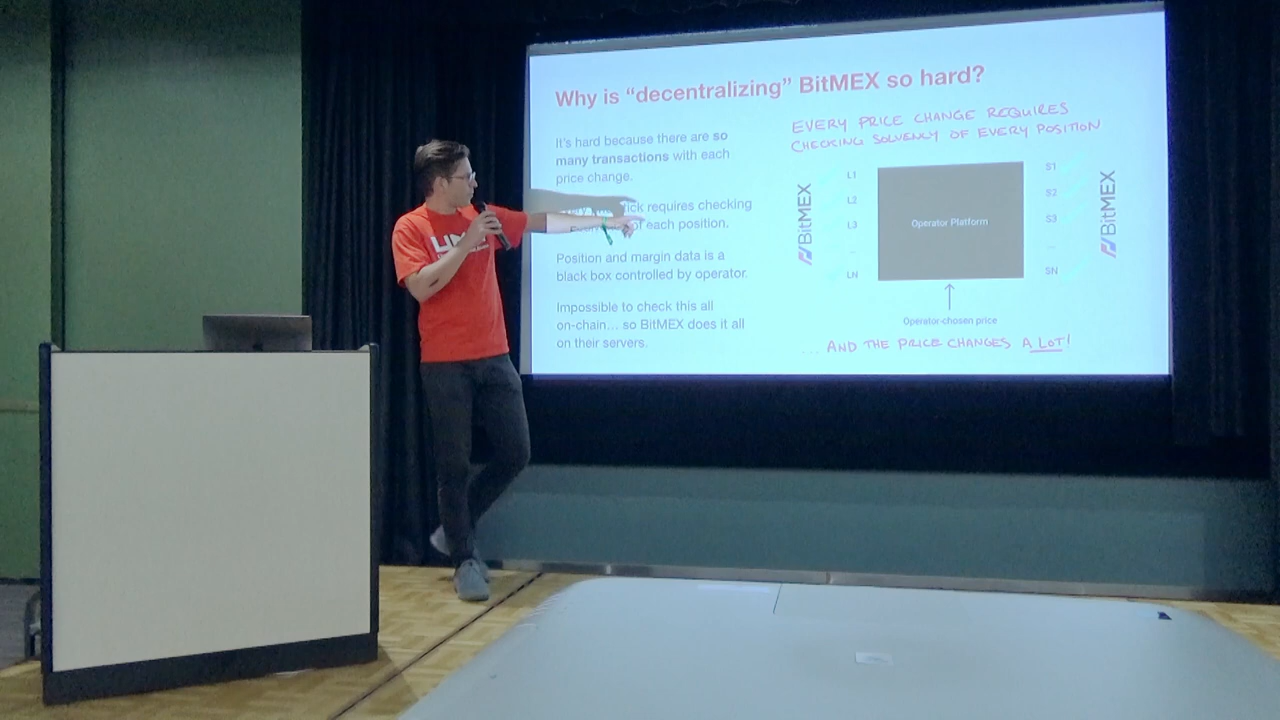 Why is “decentralizing” BitMEX so hard?
It's hard because there are so
many transactions with each
price change.
requires checking
each position.
Position and margin data is a
black box controlled by operator.
Impossible to check this all
on-chain... so BitMEX does it all
on their servers.
EVERY PRICE CHANGE REQUIRES
CHECKING SOLVENCY OF EVERY POSITION
BitMEX
L1
L2
L3
LN
Operator Platform
S1
S2
S3
...
SN
BitMEX
Operator-chosen price
... AND THE PRICE CHANGES A LOT!